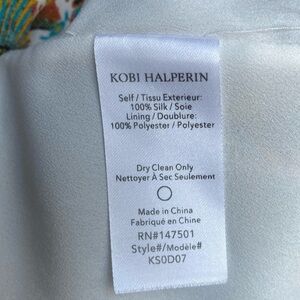 KOBI HALPERIN
Self / Tissu Exterieur:
100% Silk / Soie
Lining / Doublure:
100% Polyester / Polyester
Dry Clean Only
Nettoyer À Sec Seulement
Made in China
Fabriqué en Chine
RN#147501
Style#/Modèle#
KS0D07